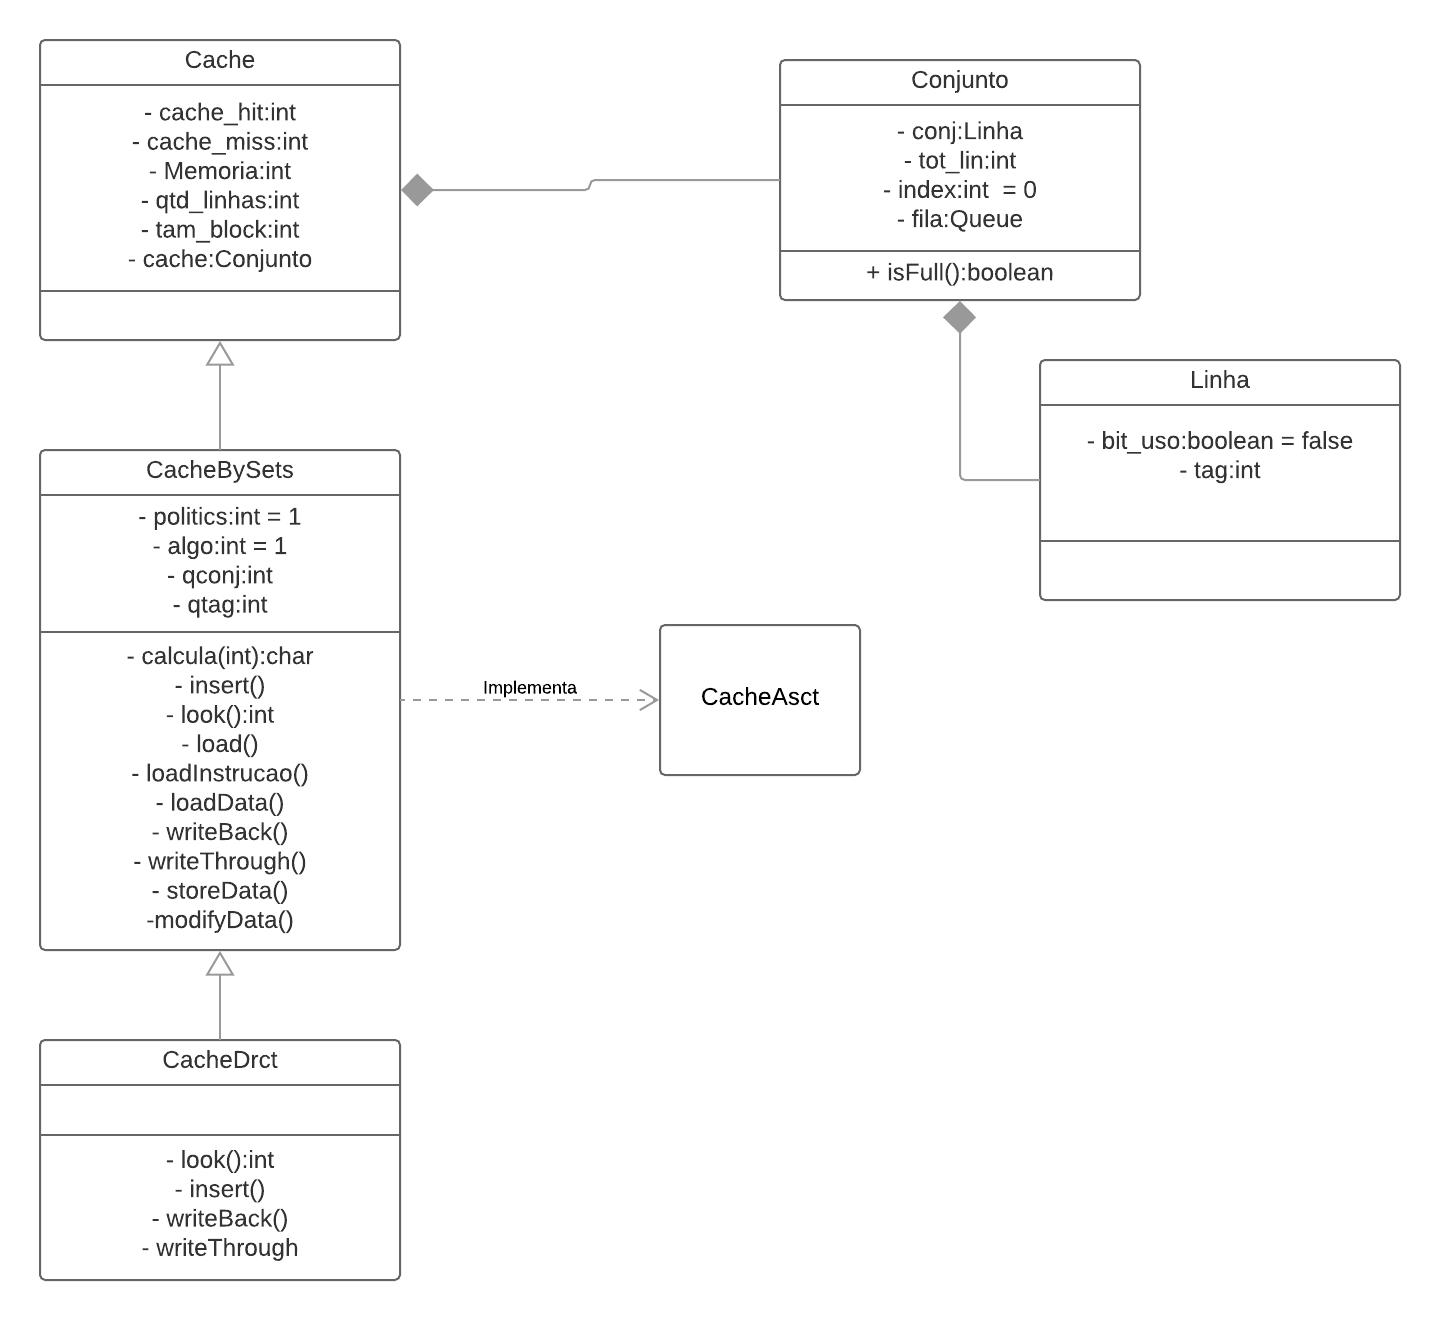 Cache
- cache_hit:int
- cache_miss:int
- Memoria:int
- qtd_linhas:int
- tam_block:int
- cache:Conjunto
Conjunto
- conj:Linha
- tot_lin:int
- index:int  = 0
- fila:Queue
+ isFull():boolean
Linha
- bit_uso:boolean = false
- tag:int
CacheBySets
- politics:int = 1
- algo:int = 1
- qconj:int
- qtag:int
- calcula(int):char
- insert()
- look():int
- load()
- loadInstrucao()
- loadData()
- writeBack()
- writeThrough()
- storeData()
-modifyData()
Implementa
CacheAsct
CacheDrct
- look():int
- insert()
- writeBack()
- writeThrough